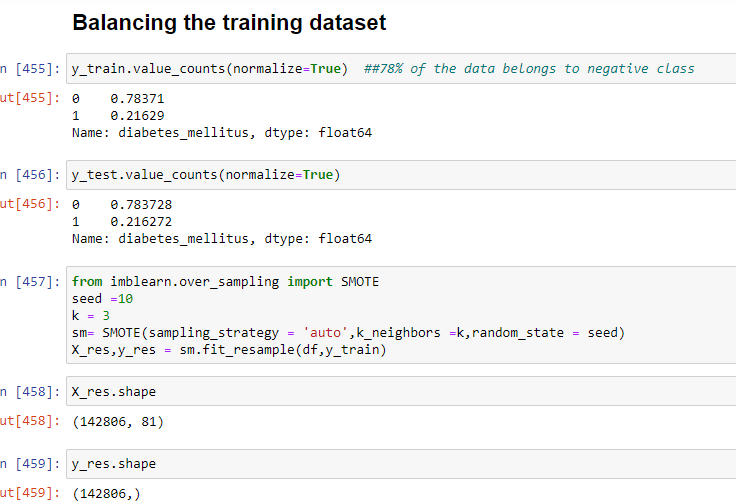 Balancing the training dataset
n [455]: y_train.value_counts(normalize=True)  ##78% of the data belongs to negative class
ut[455]: 0    0.78371
1    0.21629
Name: diabetes_mellitus, dtype: float64
n [456]: y_test.value_counts(normalize=True)
ut[456]: 0    0.783728
1    0.216272
Name: diabetes_mellitus, dtype: float64
n [457]: from imblearn.over_sampling import SMOTE
seed =10
k = 3
sm= SMOTE(sampling_strategy = 'auto',k_neighbors =k,random_state = seed)
X_res,y_res = sm.fit_resample(df,y_train)
n [458]: X_res.shape
ut[458]: (142806, 81)
n [459]: y_res.shape
ut[459]: (142806,)